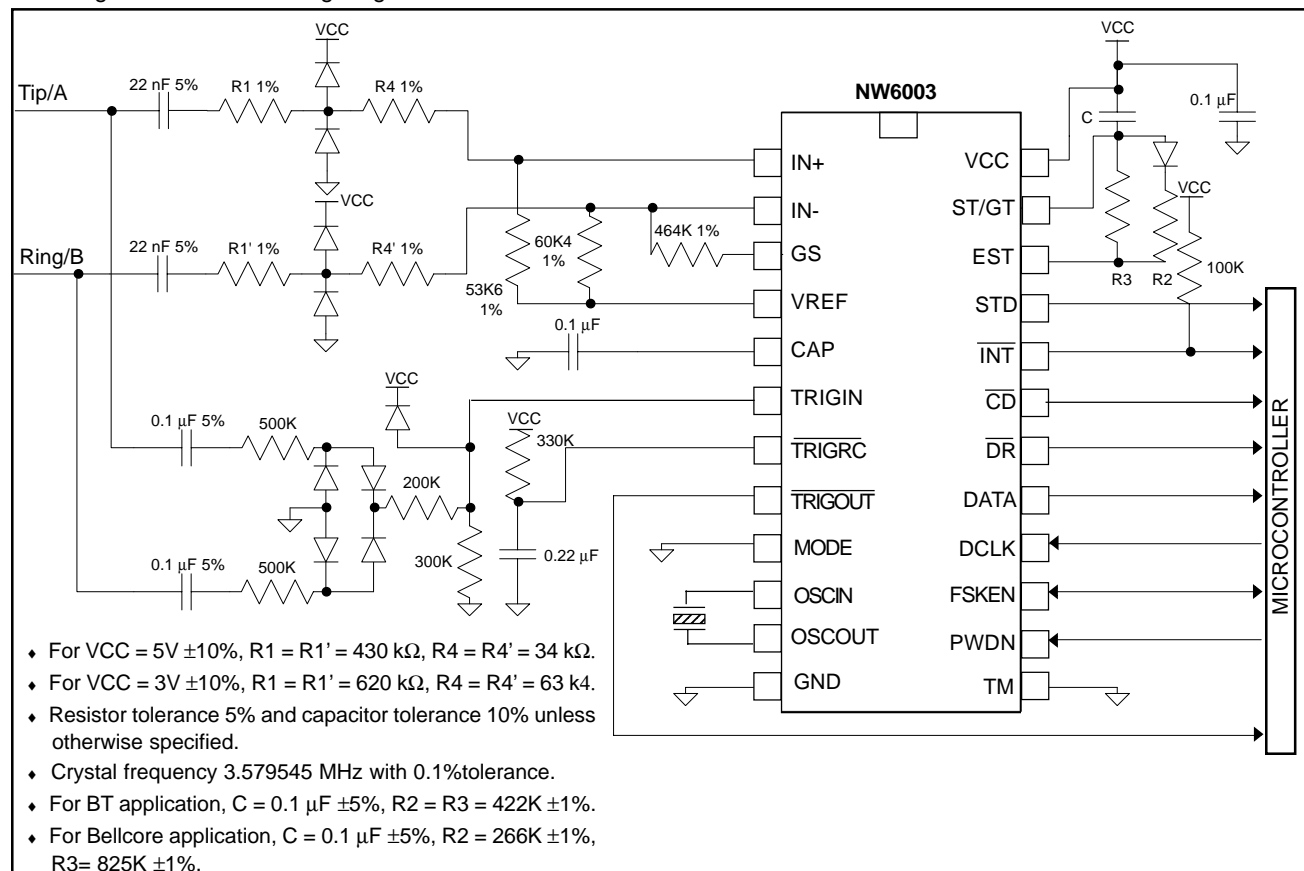 VCC
VCC
22 nF 5%
R1 1%
R4 1%
Tip/A
NW6003
0.1 μF
C
IN+
VCC
VCC
VCC
IN-
ST/GT
22 nF 5%
R1' 1%
R4' 1%
60K4
1%
464K 1%
Ring/B
GS
EST
R3
R2
100K
53K6
1%
VREF
STD
0.1 μF
CAP
INT
VCC
TRIGIN
CD
0.1 μF 5%
500K
VCC
330K
TRIGRC
DR
200K
TRIGOUT
DATA
MODE
DCLK
0.1 μF 5%
500K
300K
0.22 μF
OSCIN
FSKEN
OSCOUT
PWDN
GND
TM
MICROCONTROLLER
♦ For VCC = 5V ±10%, R1 = R1' = 430 kΩ, R4 = R4' = 34 kΩ.
♦ For VCC = 3V ±10%, R1 = R1' = 620 kΩ, R4 = R4' = 63 k4.
♦ Resistor tolerance 5% and capacitor tolerance 10% unless
otherwise specified.
♦ Crystal frequency 3.579545 MHz with 0.1%tolerance.
♦ For BT application, C = 0.1 μF ±5%, R2 = R3 = 422K ±1%.
♦ For Bellcore application, C = 0.1 μF ±5%, R2 = 266K ±1%,
R3= 825K ±1%.